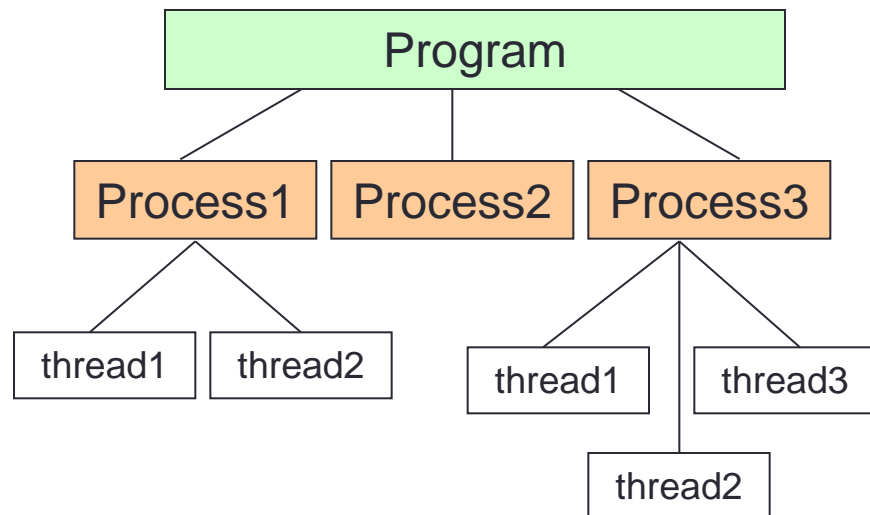 Program
Process1
Process2
Process3
thread1
thread2
thread1
thread3
thread2